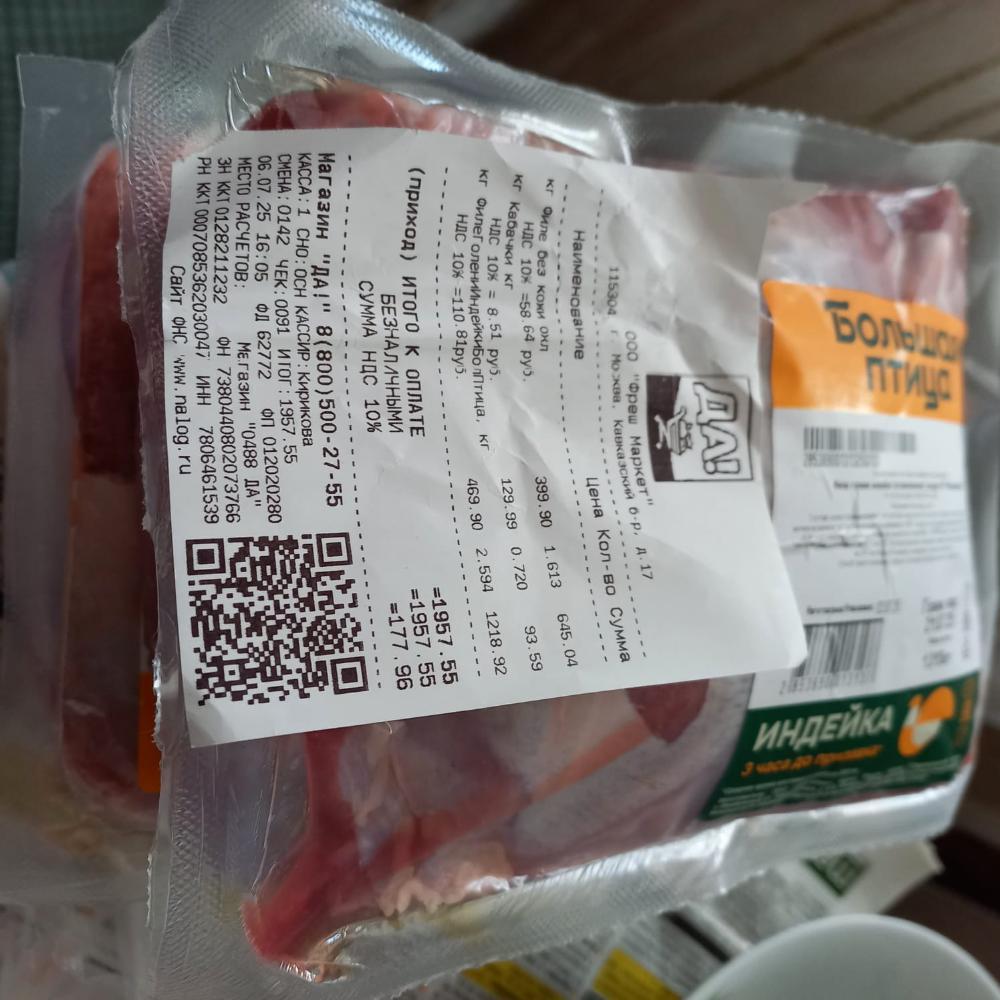 ДА!
ООО "Фреш Маркет"
115304, г. Москва, Кавказский б-р, д.17
Наименование Цена Кол-во Сумма
кг Филе без кожи охл 399.90 1.613 645.04
НДС 10% =58.64 руб.
кг Кабачки кг 129.99 0.720 93.59
НДС 10% = 8.51 руб.
кг ФилеГолениИндейкиБолПтица, кг 469.90 2.594 1218.92
НДС 10% =110.81руб.
(приход) ИТОГО К ОПЛАТЕ =1957.55
БЕЗНАЛИЧНЫМИ =1957.55
СУММА НДС 10% =177.96
Магазин "ДА!" 8(800)500-27-55
КАССА: 1 СНО: ОСН КАССИР: Кирикова
СМЕНА: 0142 ЧЕК: 0091 ИТОГ: 1957.55
06.07.25 16:05 ФД 62772 ФП 012020280
МЕСТО РАСЧЕТОВ: Магазин "0488 ДА"
ЗН ККТ 0128211232 ФН 7380440802073766
РН ККТ 0007085362030047 ИНН 7806461539
Сайт ФНС www.nalog.ru
БОЛЬШАЯ
ПТИЦА
ИНДЕЙКА
3 часа до прилавка